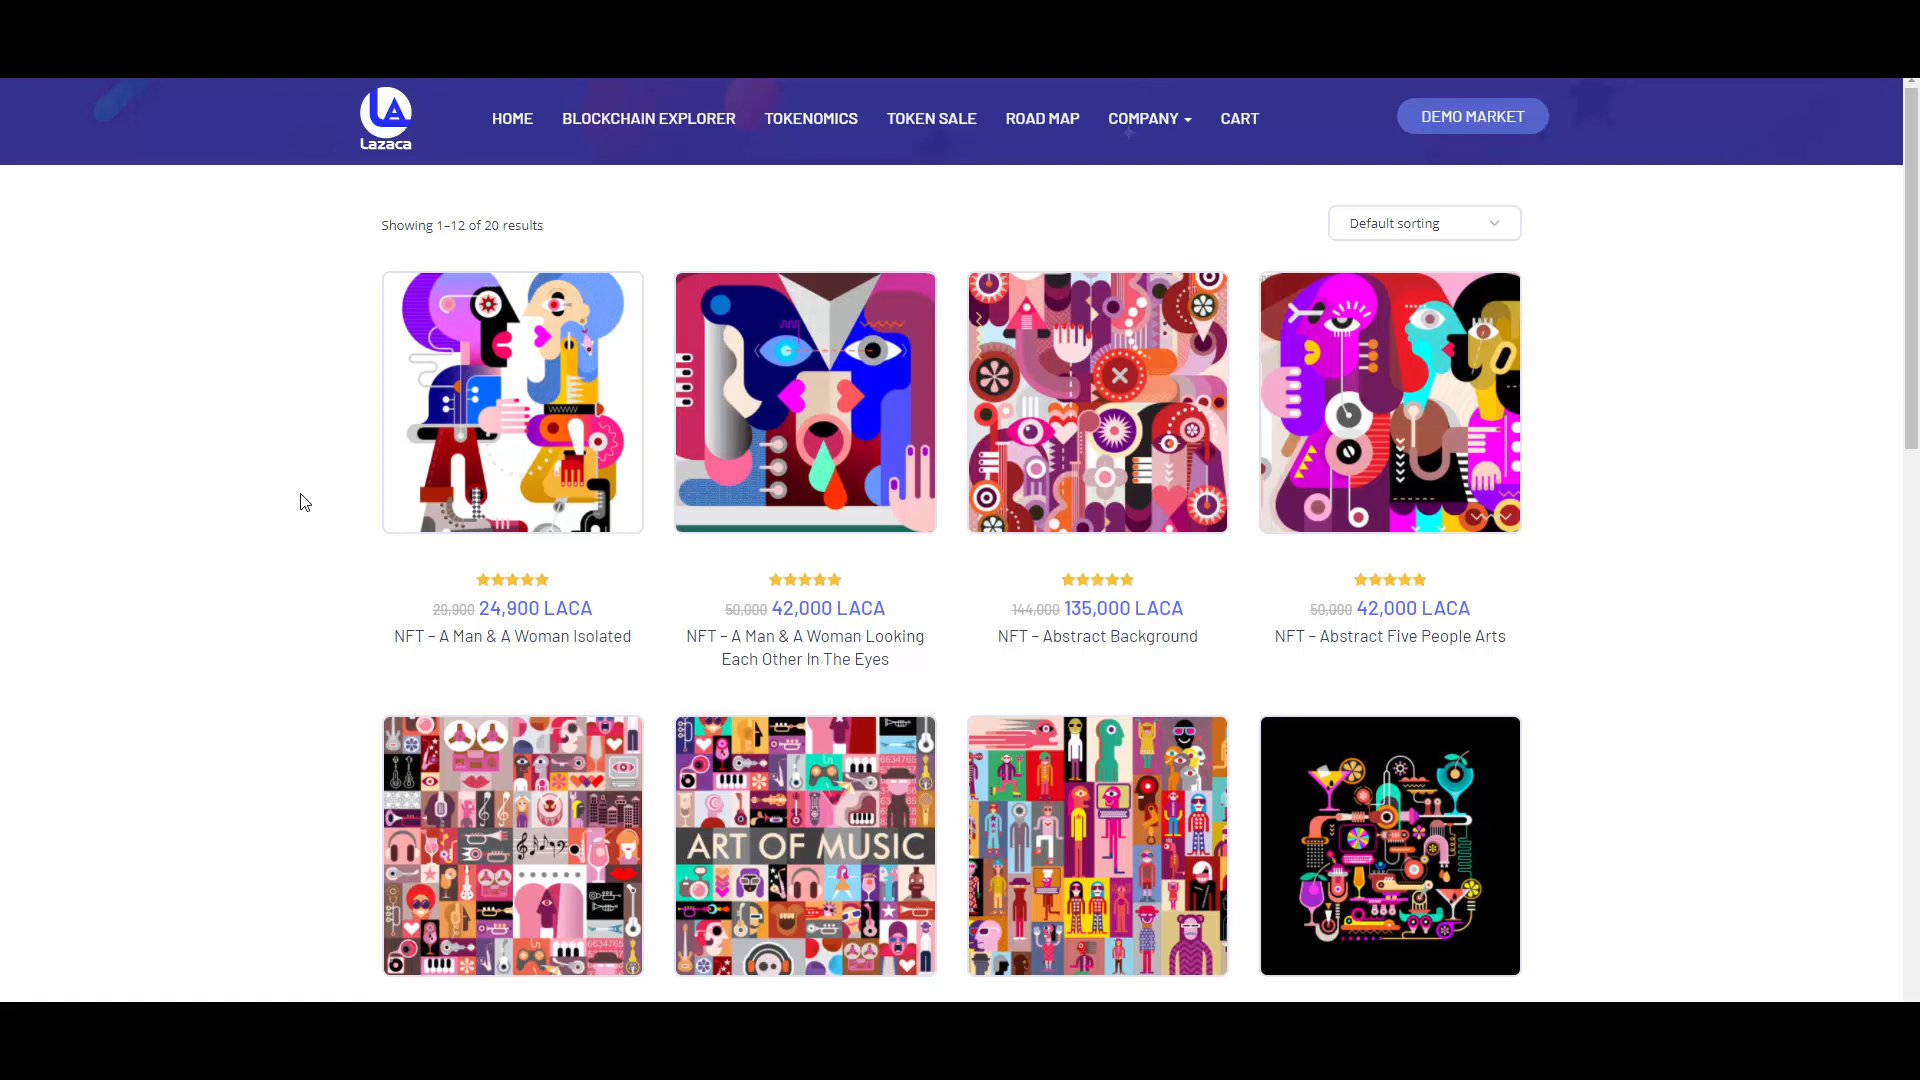 LA
Lazaca
HOME
BLOCKCHAIN EXPLORER
TOKENOMICS
TOKEN SALE
ROAD MAP
COMPANY
CART
DEMO MARKET
Showing 1–12 of 20 results
Default sorting
29,900 24,900 LACA
NFT – A Man & A Woman Isolated
50,000 42,000 LACA
NFT – A Man & A Woman Looking
Each Other In The Eyes
144,000 135,000 LACA
NFT – Abstract Background
50,000 42,000 LACA
NFT – Abstract Five People Arts
6634765
6634765
ART OF MUSIC